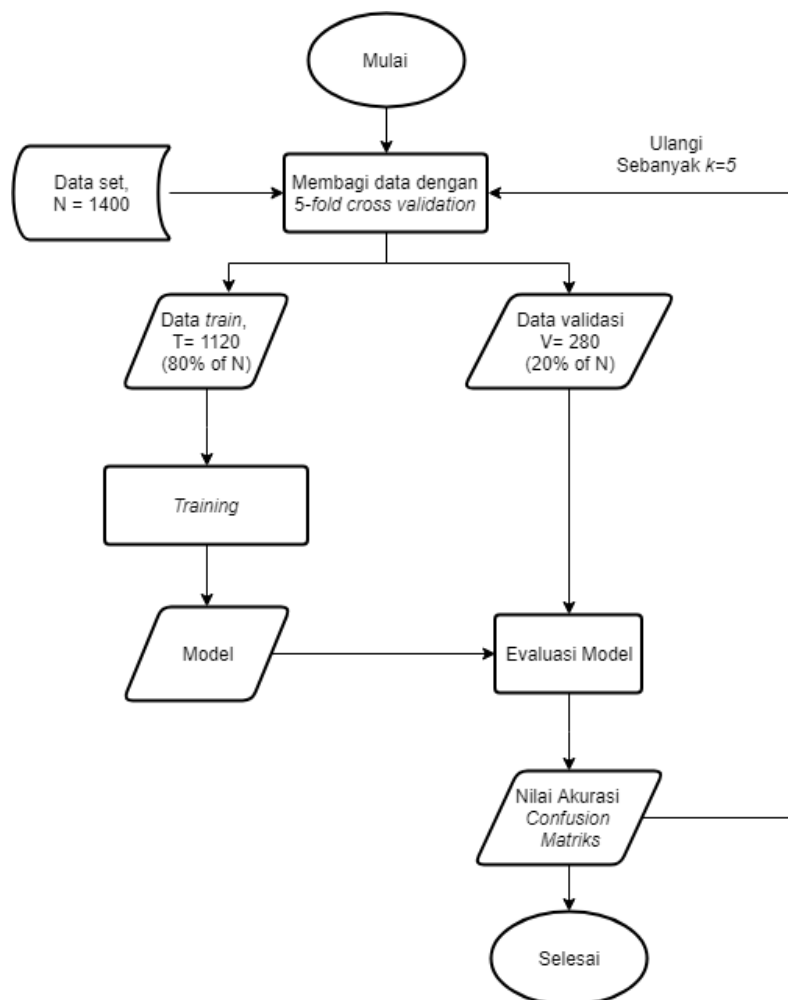 Mulai
Ulangi
Sebanyak k=5
Data set,
N = 1400
Membagi data dengan
5-fold cross validation
Data train,
T= 1120
(80% of N)
Data validasi
V= 280
(20% of N)
Training
Model
Evaluasi Model
Nilai Akurasi
Confusion
Matriks
Selesai